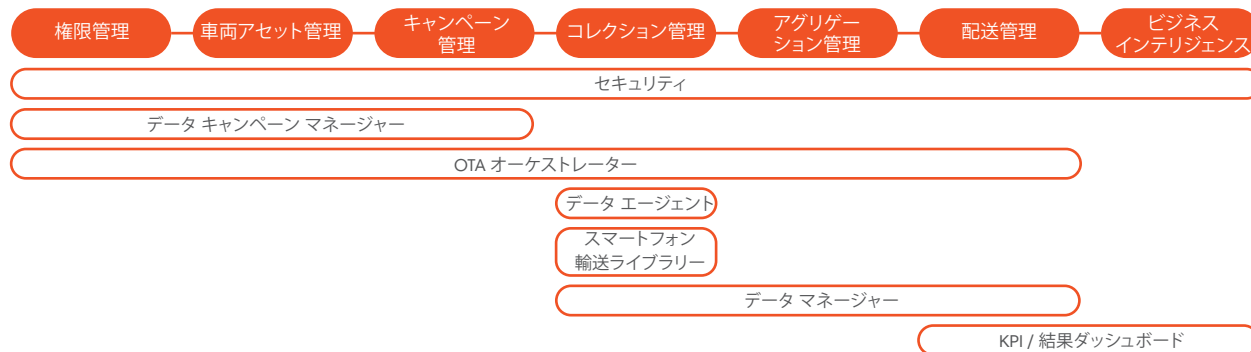 権限管理
車両アセット管理
キャンペーン
管理
コレクション管理
アグリゲー
ション管理
配送管理
ビジネス
インテリジェンス
セキュリティ
データ キャンペーン マネージャー
OTA オーケストレーター
データ エージェント
スマートフォン
輸送ライブラリー
データ マネージャー
KPI / 結果ダッシュボード